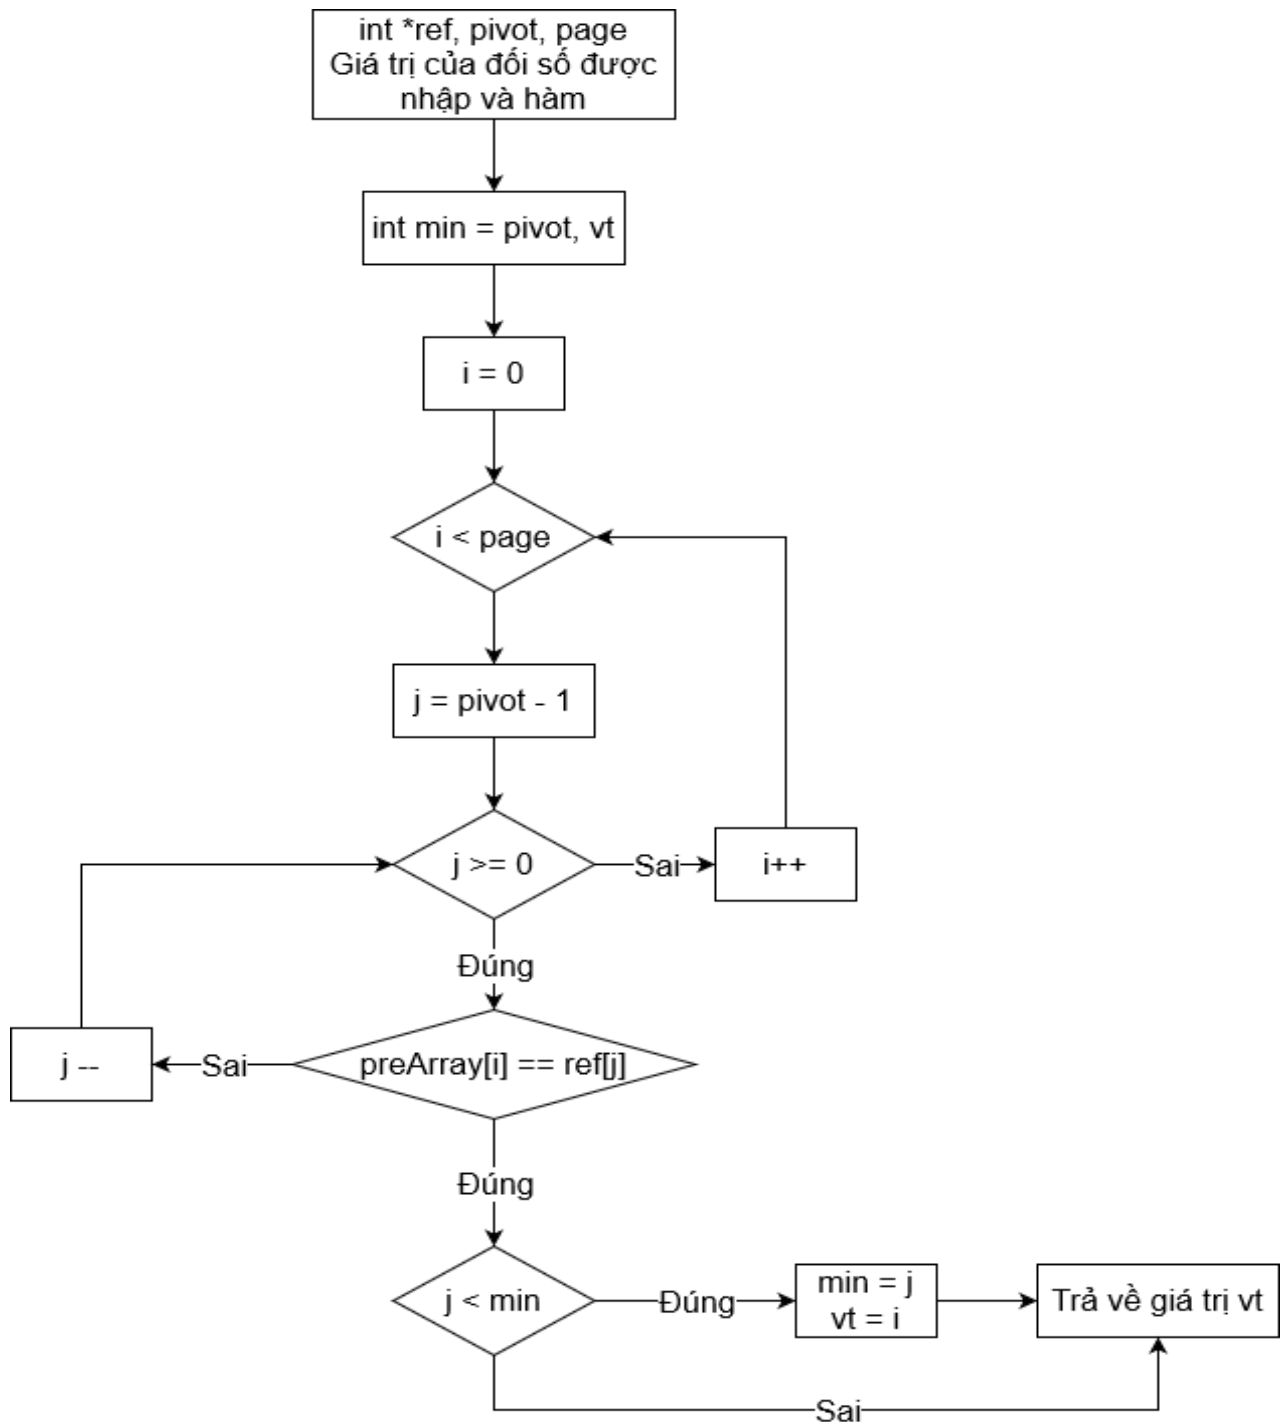 int *ref, pivot, page
Giá trị của đối số được
nhập và hàm
int min = pivot, vt
i = 0
i < page
j = pivot - 1
j >= 0
Sai
i++
Đúng
preArray[i] == ref[j]
Sai
j --
Đúng
j < min
Đúng
min = j
vt = i
Trả về giá trị vt
Sai